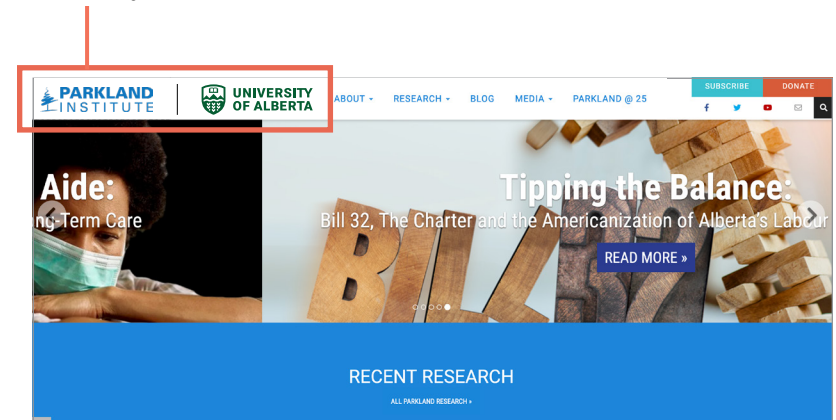 PARKLAND
INSTITUTE
UNIVERSITY
OF ALBERTA
ABOUT
RESEARCH
BLOG
MEDIA
PARKLAND @ 25
SUBSCRIBE
DONATE
Aide:
ng-Term Care
Tipping the Balance:
Bill 32, The Charter and the Americanization of Alberta's Labour
BILL
READ MORE »
RECENT RESEARCH
ALL PARKLAND RESEARCH »